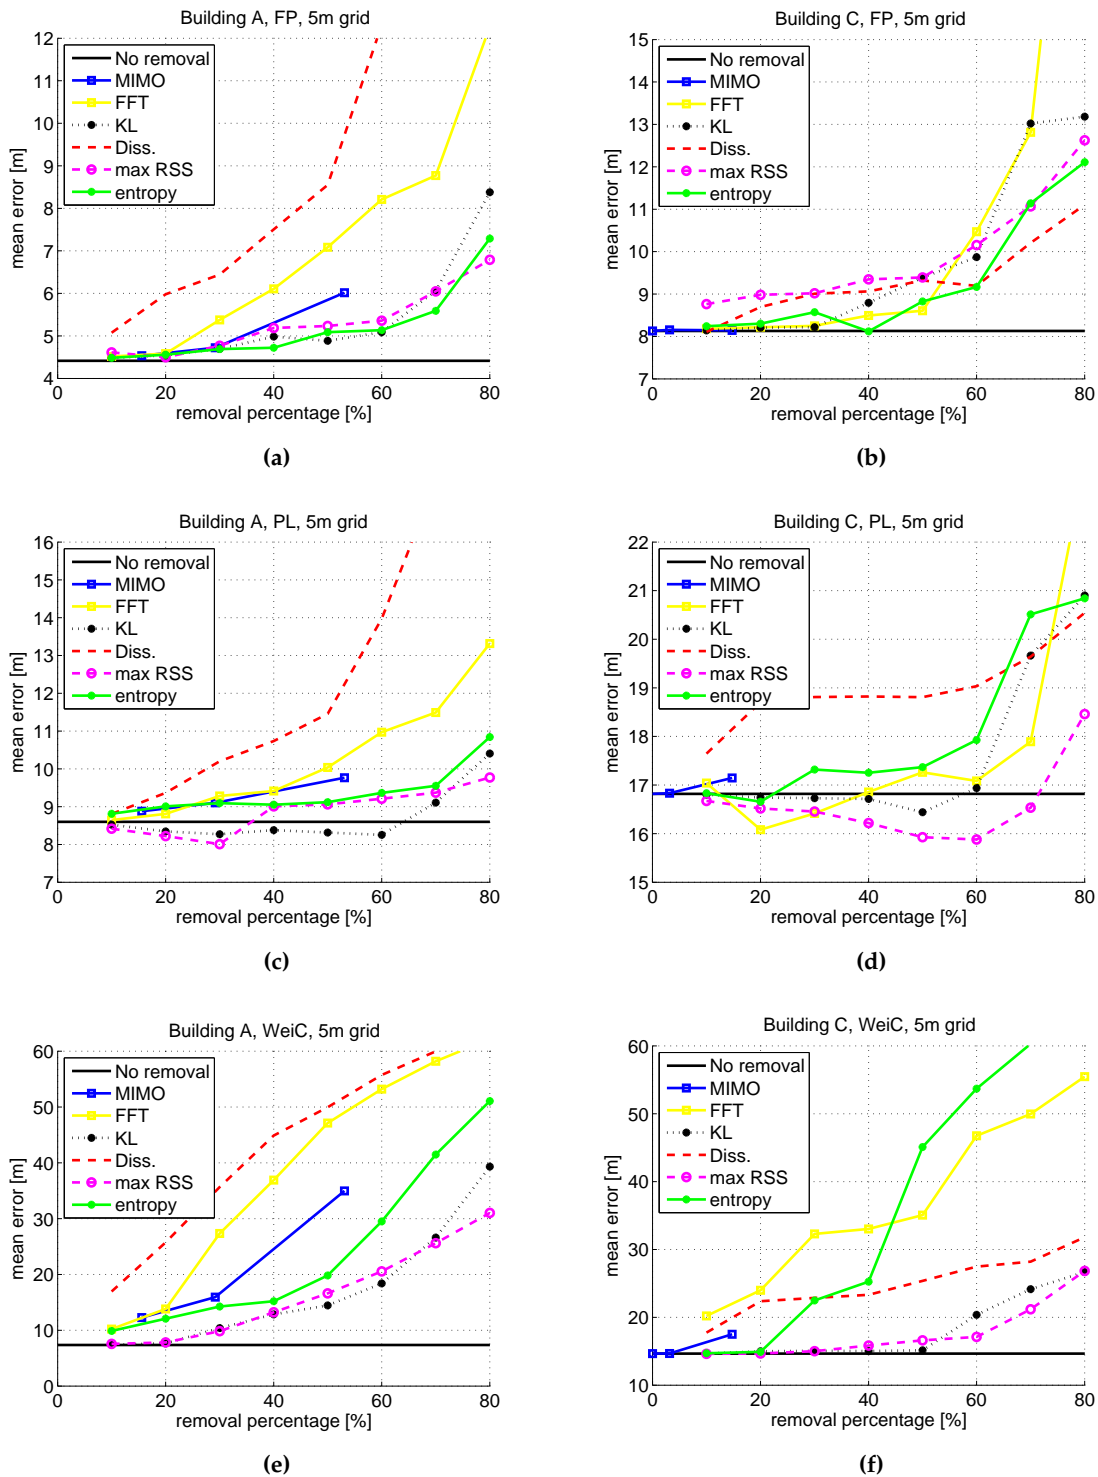 Building A, FP, 5m grid
12
11
10
9
8
7
6
5
4
mean error [m]
No removal
MIMO
FFT
KL
Diss.
max RSS
entropy
0 20 40 60 80
removal percentage [%]
(a)
Building C, FP, 5m grid
15
14
13
12
11
10
9
8
7
mean error [m]
No removal
MIMO
FFT
KL
Diss.
max RSS
entropy
0 20 40 60 80
removal percentage [%]
(b)
Building A, PL, 5m grid
16
15
14
13
12
11
10
9
8
7
mean error [m]
No removal
MIMO
FFT
KL
Diss.
max RSS
entropy
0 20 40 60 80
removal percentage [%]
(c)
Building C, PL, 5m grid
22
21
20
19
18
17
16
15
mean error [m]
No removal
MIMO
FFT
KL
Diss.
max RSS
entropy
0 20 40 60 80
removal percentage [%]
(d)
Building A, WeiC, 5m grid
60
50
40
30
20
10
0
mean error [m]
No removal
MIMO
FFT
KL
Diss.
max RSS
entropy
0 20 40 60 80
removal percentage [%]
(e)
Building C, WeiC, 5m grid
60
50
40
30
20
10
mean error [m]
No removal
MIMO
FFT
KL
Diss.
max RSS
entropy
0 20 40 60 80
removal percentage [%]
(f)